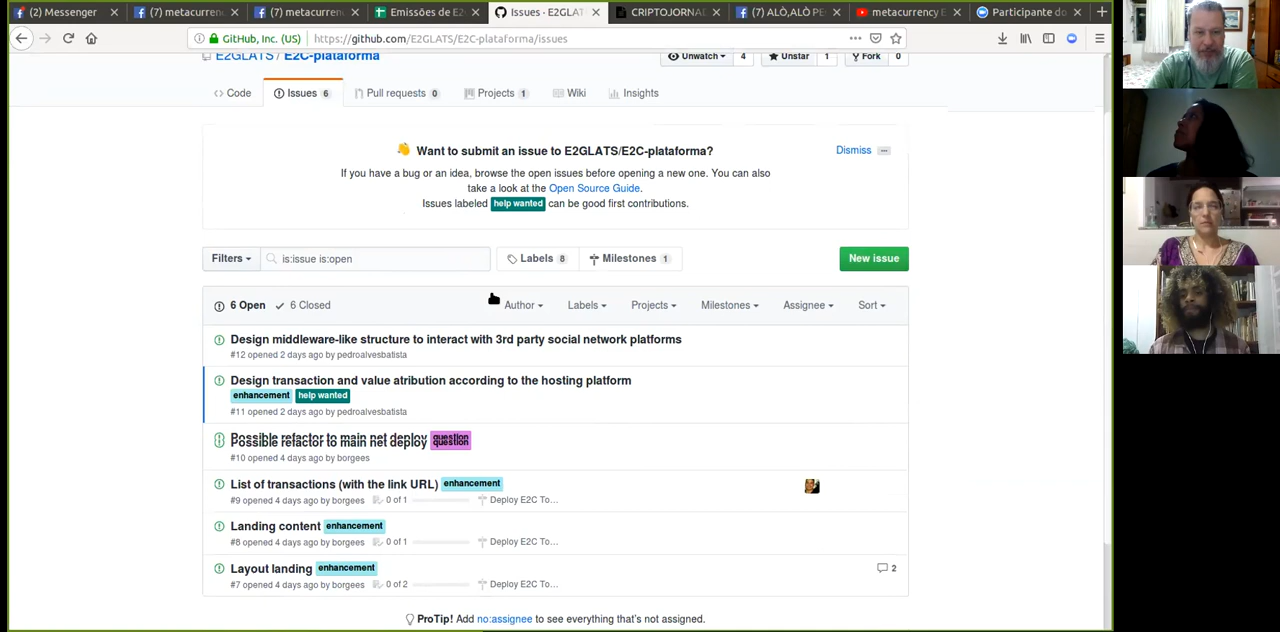 (2) Messenger × (7) metacurren × (7) metacurren × Emissões de E2 × Issues · E2GLAT × CRIPTOJORNA × (7) ALÔ,ALÔ PE × metacurrency E × Participante do × +
GitHub, Inc. (US) https://github.com/E2GLATS/E2C-plataforma/issues
E2GLATS / E2C-plataforma Unwatch 4 Unstar 1 Fork 0
Code Issues 6 Pull requests 0 Projects 1 Wiki Insights
👋 Want to submit an issue to E2GLATS/E2C-plataforma? Dismiss ...
If you have a bug or an idea, browse the open issues before opening a new one. You can also
take a look at the Open Source Guide.
Issues labeled help wanted can be good first contributions.
Filters is:issue is:open Labels 8 Milestones 1 New issue
6 Open ✓ 6 Closed Author Labels Projects Milestones Assignee Sort
Design middleware-like structure to interact with 3rd party social network platforms
#12 opened 2 days ago by pedroalvesbatista
Design transaction and value atribution according to the hosting platform
enhancement help wanted
#11 opened 2 days ago by pedroalvesbatista
Possible refactor to main net deploy question
#10 opened 4 days ago by borgees
List of transactions (with the link URL) enhancement
#9 opened 4 days ago by borgees 0 of 1 Deploy E2C To...
Landing content enhancement
#8 opened 4 days ago by borgees 0 of 1 Deploy E2C To...
Layout landing enhancement 2
#7 opened 4 days ago by borgees 0 of 2 Deploy E2C To...
ProTip! Add no:assignee to see everything that's not assigned.